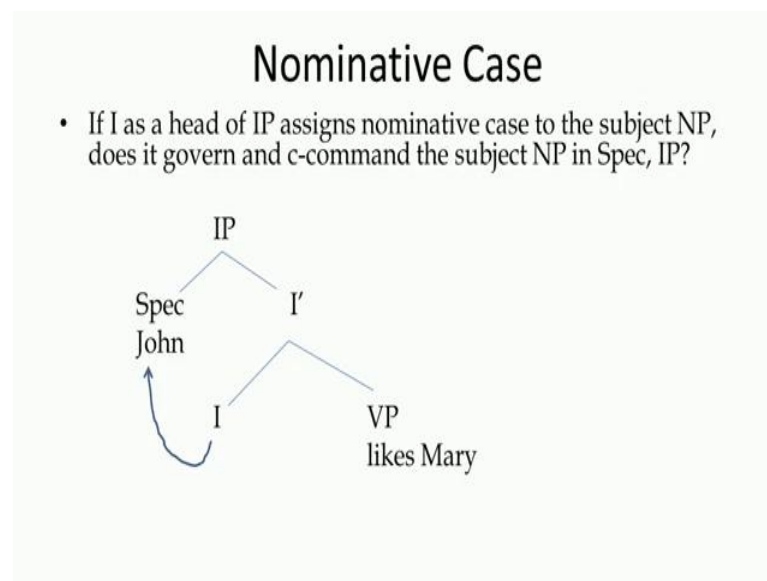 Nominative Case
• If I as a head of IP assigns nominative case to the subject NP,
does it govern and c-command the subject NP in Spec, IP?
IP
Spec I′
John
I VP
likes Mary